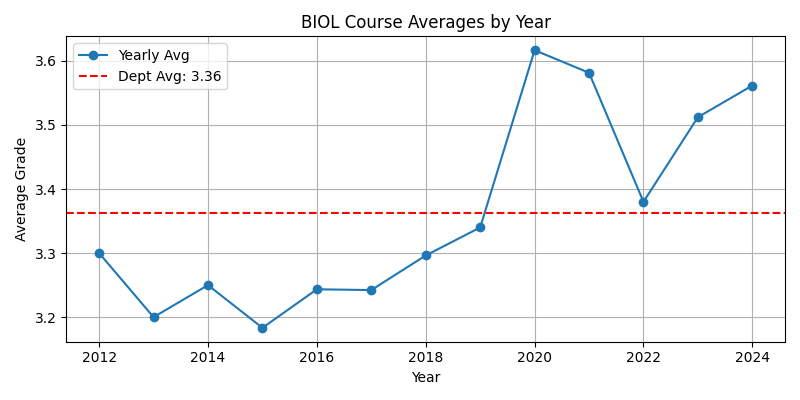 BIOL Course Averages by Year
Yearly Avg
Dept Avg: 3.36
Average Grade
3.6
3.5
3.4
3.3
3.2
2012 2014 2016 2018 2020 2022 2024
Year